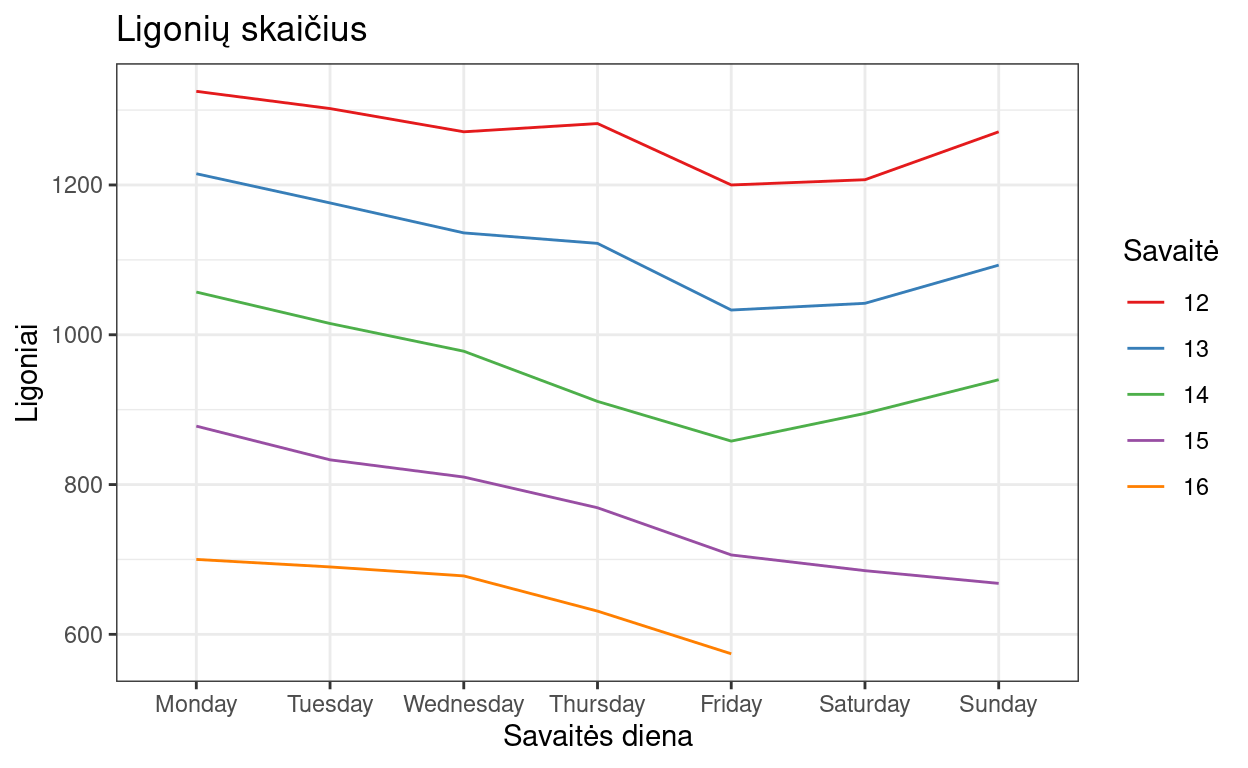 Ligonių skaičius
Ligoniai
1200
1000
800
600
Monday Tuesday Wednesday Thursday Friday Saturday Sunday
Savaitės diena
Savaitė
12
13
14
15
16